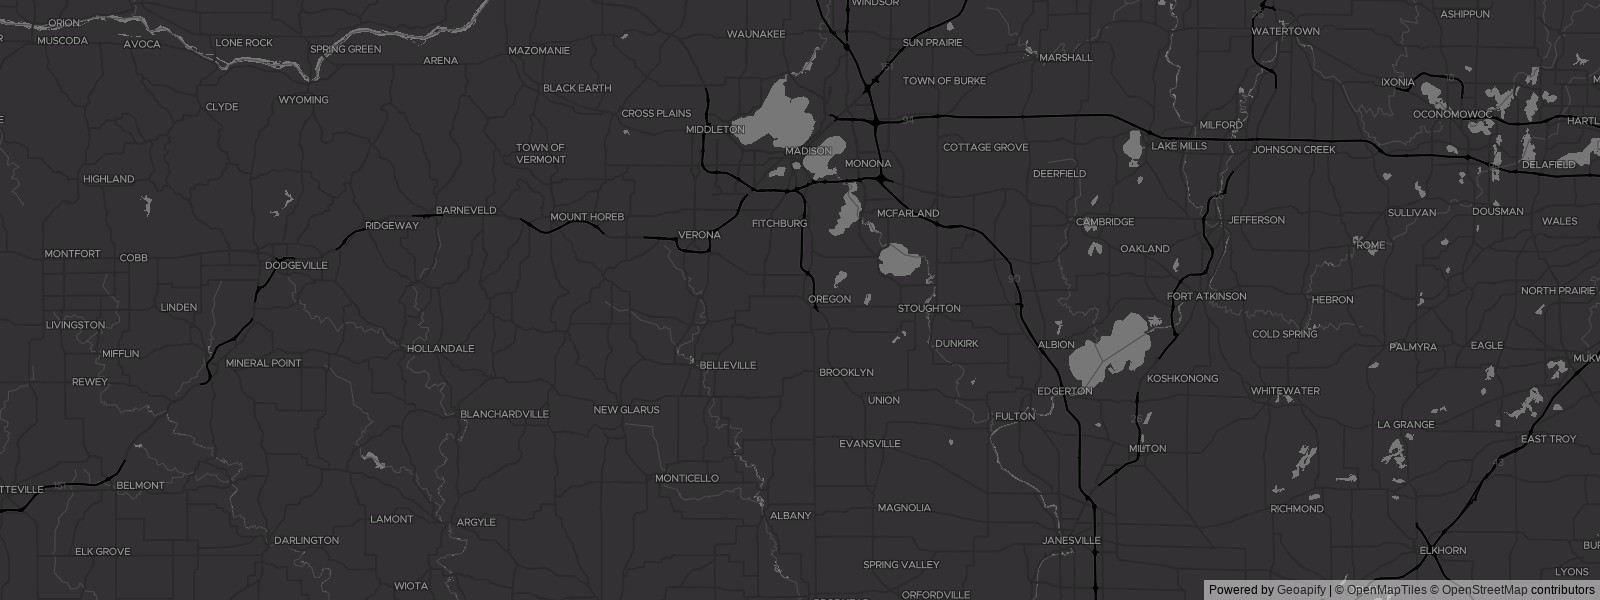 WINDSOR
ORION
ASHIPPUN
MUSCODA
AVOCA
LONE ROCK
SPRING GREEN
WAUNAKEE
SUN PRAIRIE
WATERTOWN
ARENA
MAZOMANIE
MARSHALL
BLACK EARTH
TOWN OF BURKE
IXONIA
CLYDE
WYOMING
CROSS PLAINS
MIDDLETON
94
MILFORD
OCONOMOWOC
HARTL
TOWN OF
VERMONT
MADISON
MONONA
COTTAGE GROVE
LAKE MILLS
JOHNSON CREEK
DELAFIELD
HIGHLAND
DEERFIELD
BARNEVELD
MOUNT HOREB
RIDGEWAY
FITCHBURG
MCFARLAND
CAMBRIDGE
JEFFERSON
SULLIVAN
DOUSMAN
WALES
VERONA
OAKLAND
ROME
MONTFORT
COBB
DODGEVILLE
LINDEN
OREGON
STOUGHTON
FORT ATKINSON
HEBRON
NORTH PRAIRIE
LIVINGSTON
MIFFLIN
HOLLANDALE
DUNKIRK
ALBION
COLD SPRING
PALMYRA
EAGLE
MUKW
MINERAL POINT
BELLEVILLE
BROOKLYN
REWEY
EDGERTON
KOSHKONONG
WHITEWATER
UNION
BLANCHARDVILLE
NEW GLARUS
FULTON
26
LA GRANGE
EVANSVILLE
MILTON
EAST TROY
43
TTEVILLE
151
BELMONT
MONTICELLO
MAGNOLIA
RICHMOND
LAMONT
ARGYLE
ALBANY
DARLINGTON
JANESVILLE
ELK GROVE
ELKHORN
BUR
SPRING VALLEY
LYONS
WIOTA
ORFORDVILLE
Powered by Geoapify | © OpenMapTiles © OpenStreetMap contributors